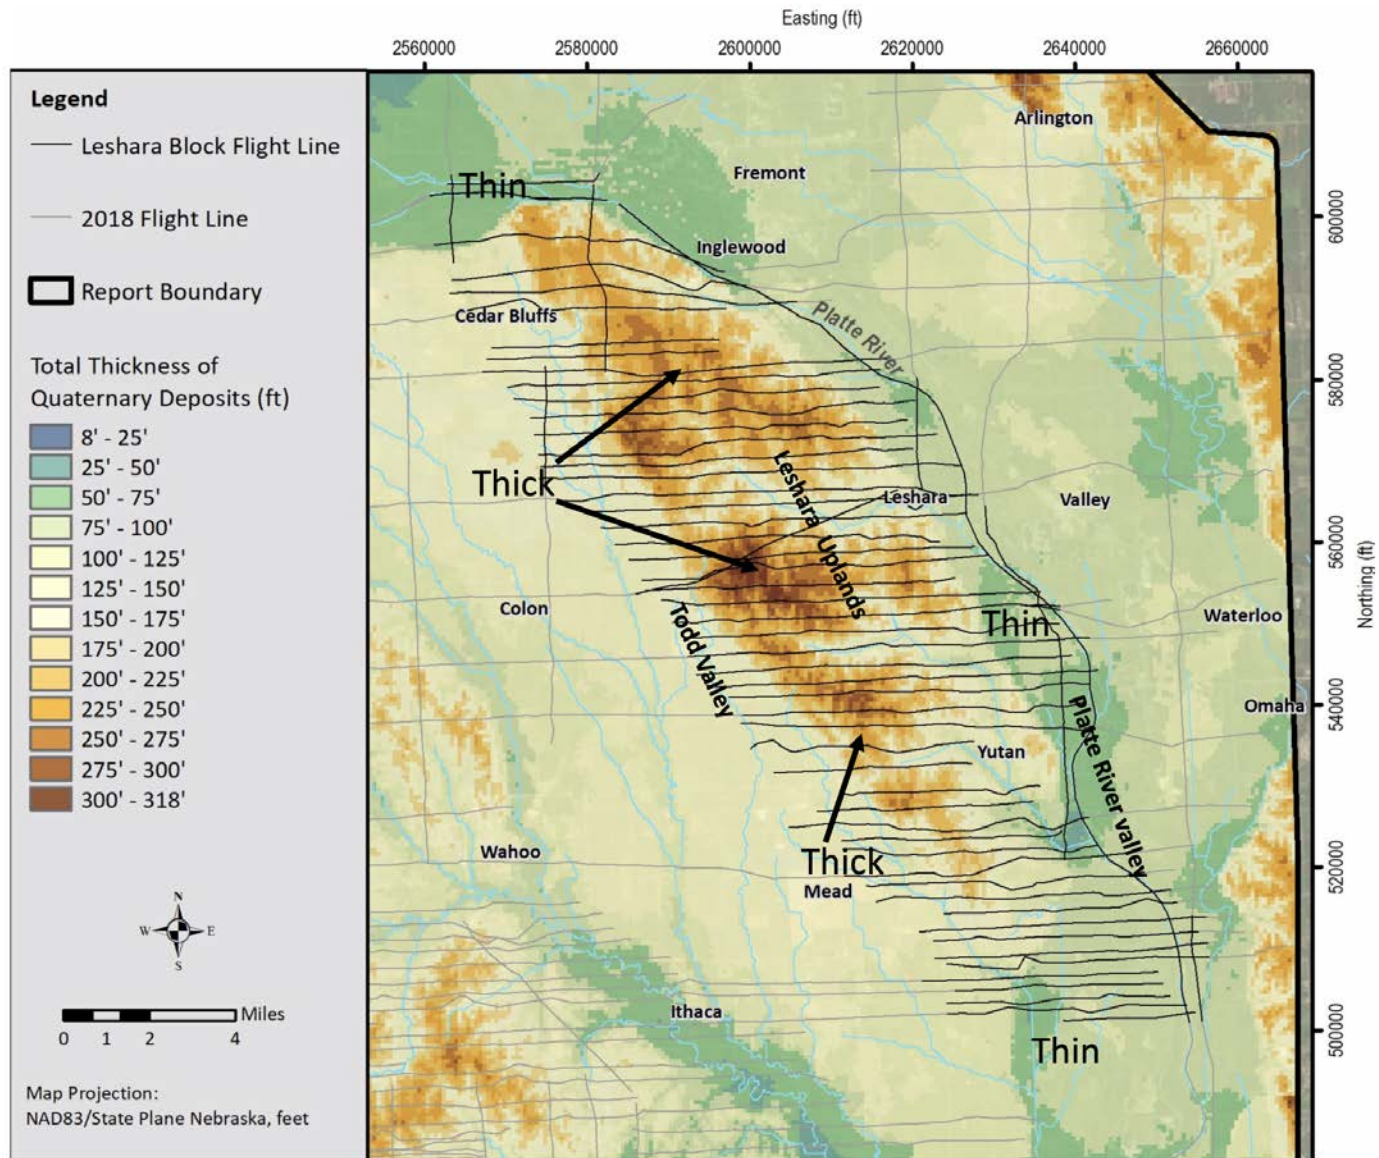 Easting (ft)
2560000
2580000
2600000
2620000
2640000
2660000
Legend
Leshara Block Flight Line
2018 Flight Line
Report Boundary
Total Thickness of
Quaternary Deposits (ft)
8' - 25'
25' - 50'
50' - 75'
75' - 100'
100' - 125'
125' - 150'
150' - 175'
175' - 200'
200' - 225'
225' - 250'
250' - 275'
275' - 300'
300' - 318'
N
W
E
S
Miles
0
1
2
4
Map Projection:
NAD83/State Plane Nebraska, feet
Arlington
Fremont
Thin
Inglewood
Cedar Bluffs
Platte River
Thick
Leshara Uplands
Leshara
Valley
Colon
Todd Valley
Thin
Waterloo
Omaha
Platte River valley
Yutan
Wahoo
Thick
Mead
Ithaca
Thin
600000
580000
560000
540000
520000
500000
Northing (ft)